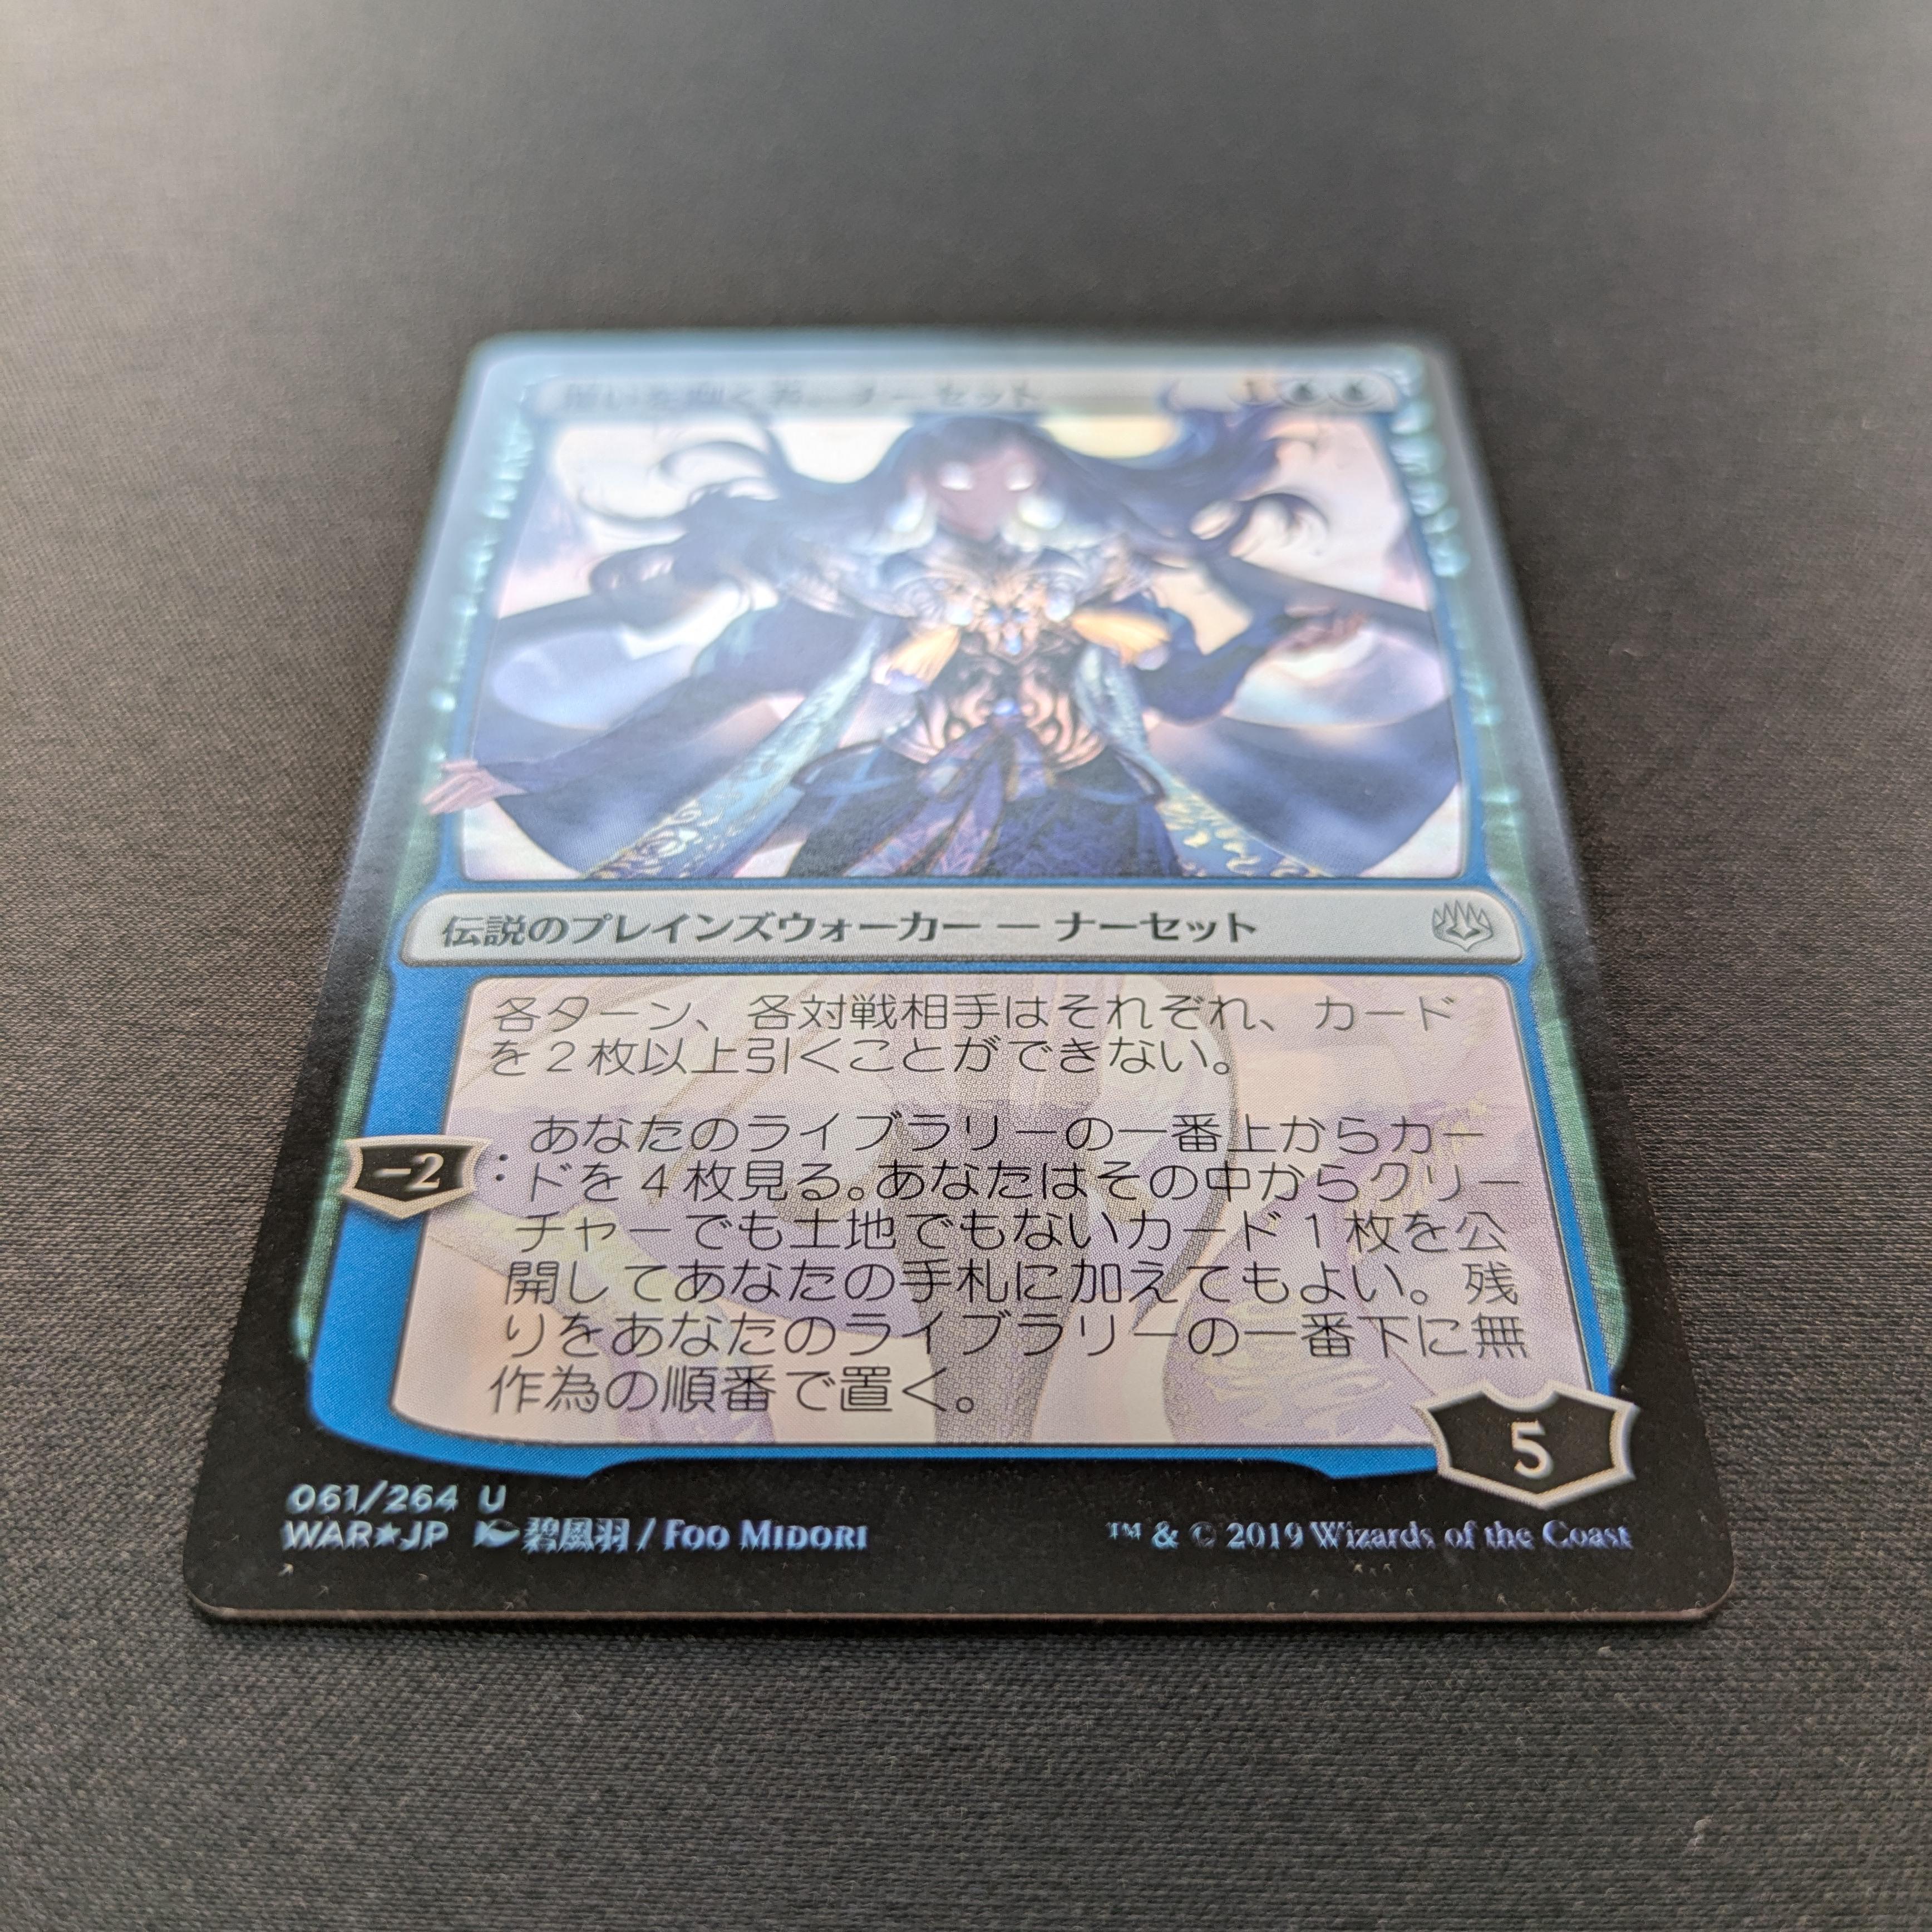 ナーセット 1
伝説のプレインズウォーカー — ナーセット
各ターン、各対戦相手はそれぞれ、カード
を2枚以上引くことができない。
-2 : あなたのライブラリーの一番上からカー
ドを4枚見る。あなたはその中からクリー
チャーでも土地でもないカード1枚を公
開してあなたの手札に加えてもよい。残
りをあなたのライブラリーの一番下に無
作為の順番で置く。
5
061/264 U
WAR★JP 碧風羽 / Foo Midori ™ & © 2019 Wizards of the Coast